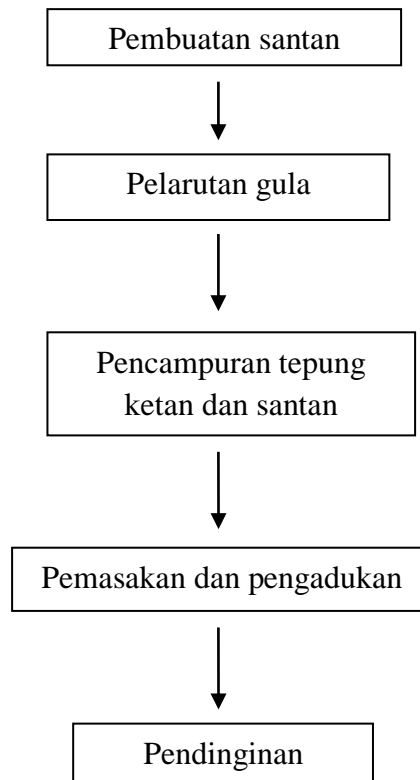 Pembuatan santan
Pelarutan gula
Pencampuran tepung
ketan dan santan
Pemasakan dan pengadukan
Pendinginan